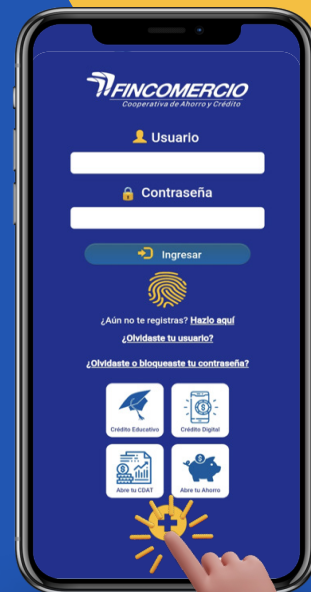 FINCOMERCIO
Cooperativa de Ahorro y Crédito
Usuario
Contraseña
Ingresar
¿Aún no te registras? Hazlo aquí
¿Olvidaste tu usuario?
¿Olvidaste o bloqueaste tu contraseña?
Crédito Educativo
Crédito Digital
Abre tu CDAT
Abre tu Ahorro